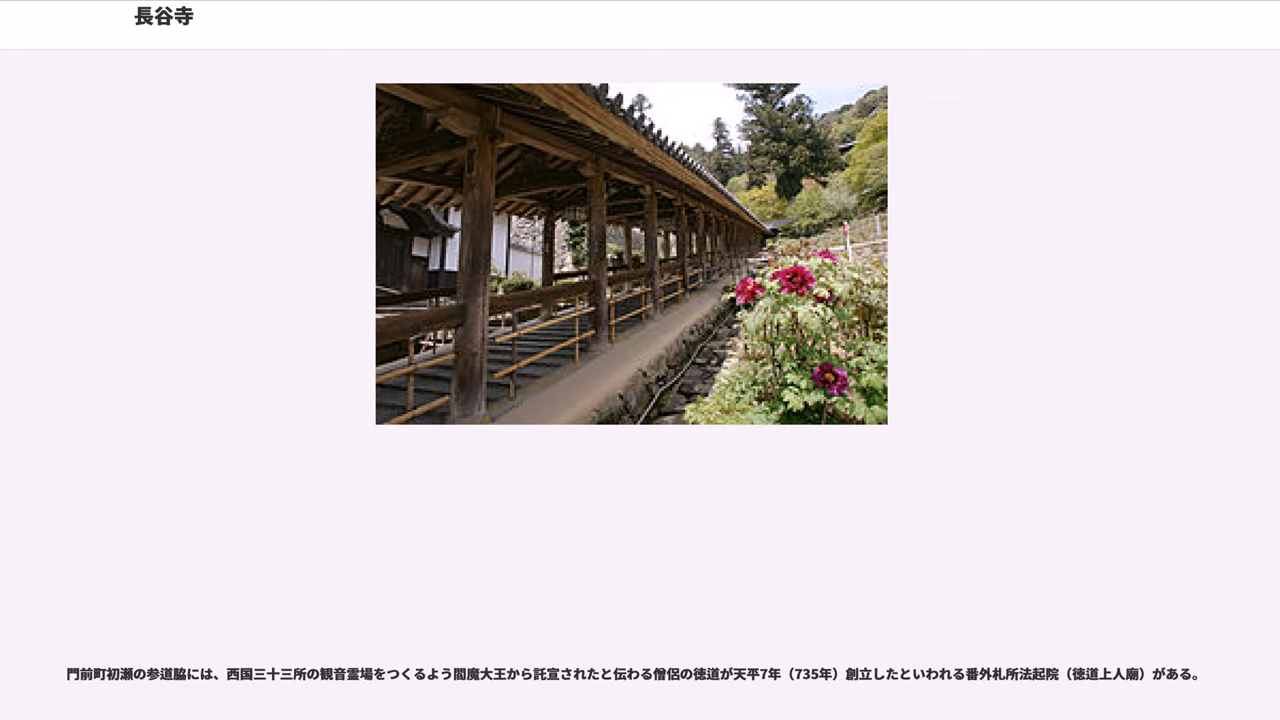 長谷寺
門前町初瀬の参道脇には、西国三十三所の観音霊場をつくるよう閻魔大王から託宣されたと伝わる僧侶の徳道が天平7年（735年）創立したといわれる番外札所法起院（徳道上人廟）がある。